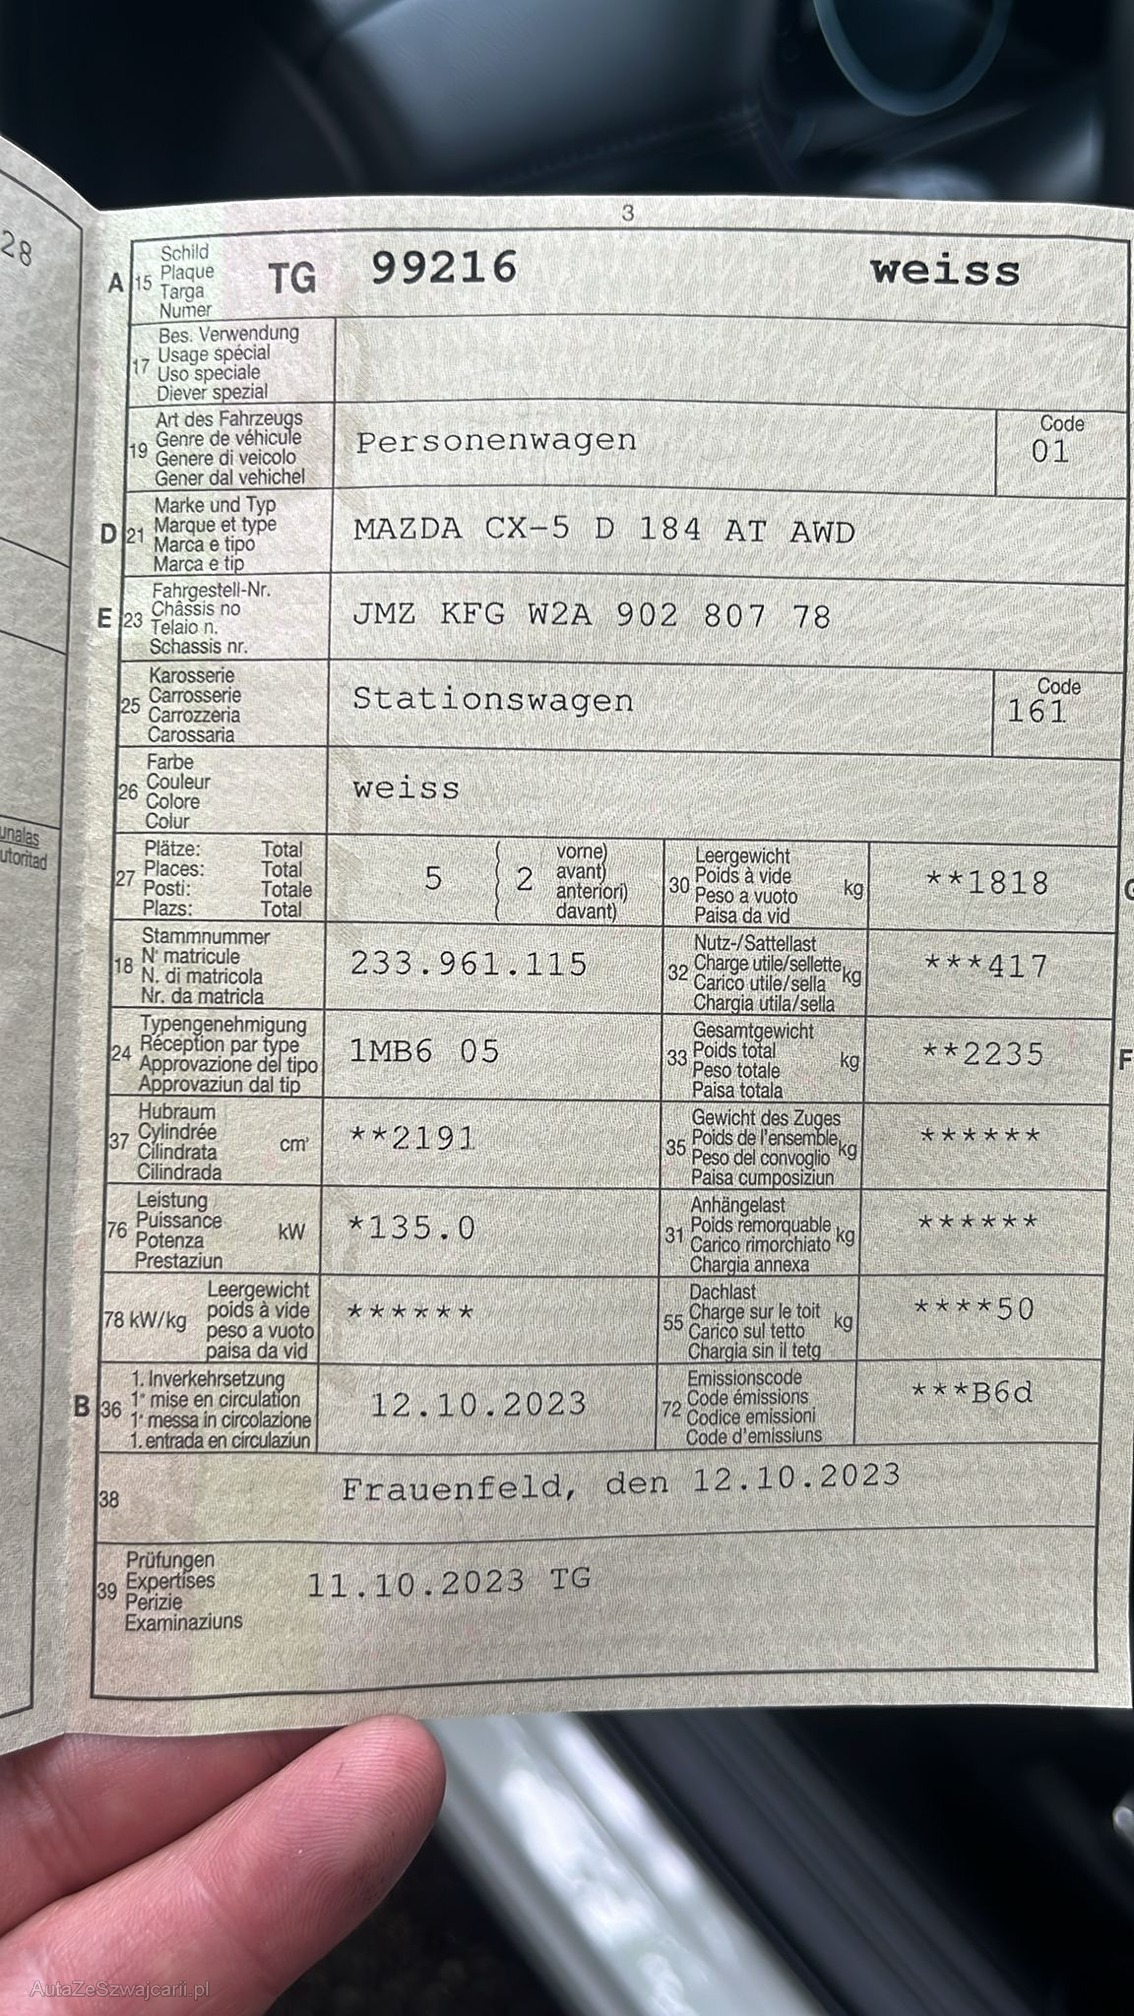 3
28
A 15 Schild
Plaque
Targa
Numer
TG 99216 weiss
17 Bes. Verwendung
Usage spécial
Uso speciale
Diever spezial
19 Art des Fahrzeugs
Genre de véhicule
Genere di veicolo
Gener dal vehichel
Personenwagen
Code
01
D 21 Marke und Typ
Marque et type
Marca e tipo
Marca e tip
MAZDA CX-5 D 184 AT AWD
E 23 Fahrgestell-Nr.
Châssis no
Telaio n.
Schassis nr.
JMZ KFG W2A 902 807 78
25 Karosserie
Carrosserie
Carrozzeria
Carossaria
Stationswagen
Code
161
26 Farbe
Couleur
Colore
Colur
weiss
27 Plätze: Total
Places: Total
Posti: Totale
Plazs: Total
5 2 vorne)
avant)
anteriori)
davant)
30 Leergewicht
Poids à vide
Peso a vuoto
Paisa da vid
kg
**1818
18 Stammnummer
N° matricule
N. di matricola
Nr. da matricla
233.961.115
32 Nutz-/Sattellast
Charge utile/sellette
Carico utile/sella
Chargia utila/sella
kg
***417
24 Typengenehmigung
Réception par type
Approvazione del tipo
Approvaziun dal tip
1MB6 05
33 Gesamtgewicht
Poids total
Peso totale
Paisa totala
kg
**2235
37 Hubraum
Cylindrée
Cilindrata
Cilindrada
cm³
**2191
35 Gewicht des Zuges
Poids de l'ensemble
Peso del convoglio
Paisa cumposiziun
kg
******
76 Leistung
Puissance
Potenza
Prestaziun
kW
*135.0
31 Anhängelast
Poids remorquable
Carico rimorchiato
Chargia annexa
kg
******
78 kW/kg
Leergewicht
poids à vide
peso a vuoto
paisa da vid
******
55 Dachlast
Charge sur le toit
Carico sul tetto
Chargia sin il tetg
kg
****50
B 36 1. Inverkehrsetzung
1e mise en circulation
1a messa in circolazione
1. entrada en circulaziun
12.10.2023
72 Emissionscode
Code émissions
Codice emissioni
Code d'emissiuns
***B6d
38
Frauenfeld, den 12.10.2023
39 Prüfungen
Expertises
Perizie
Examinaziuns
11.10.2023 TG
F
AutaZeSzwajcarii.pl